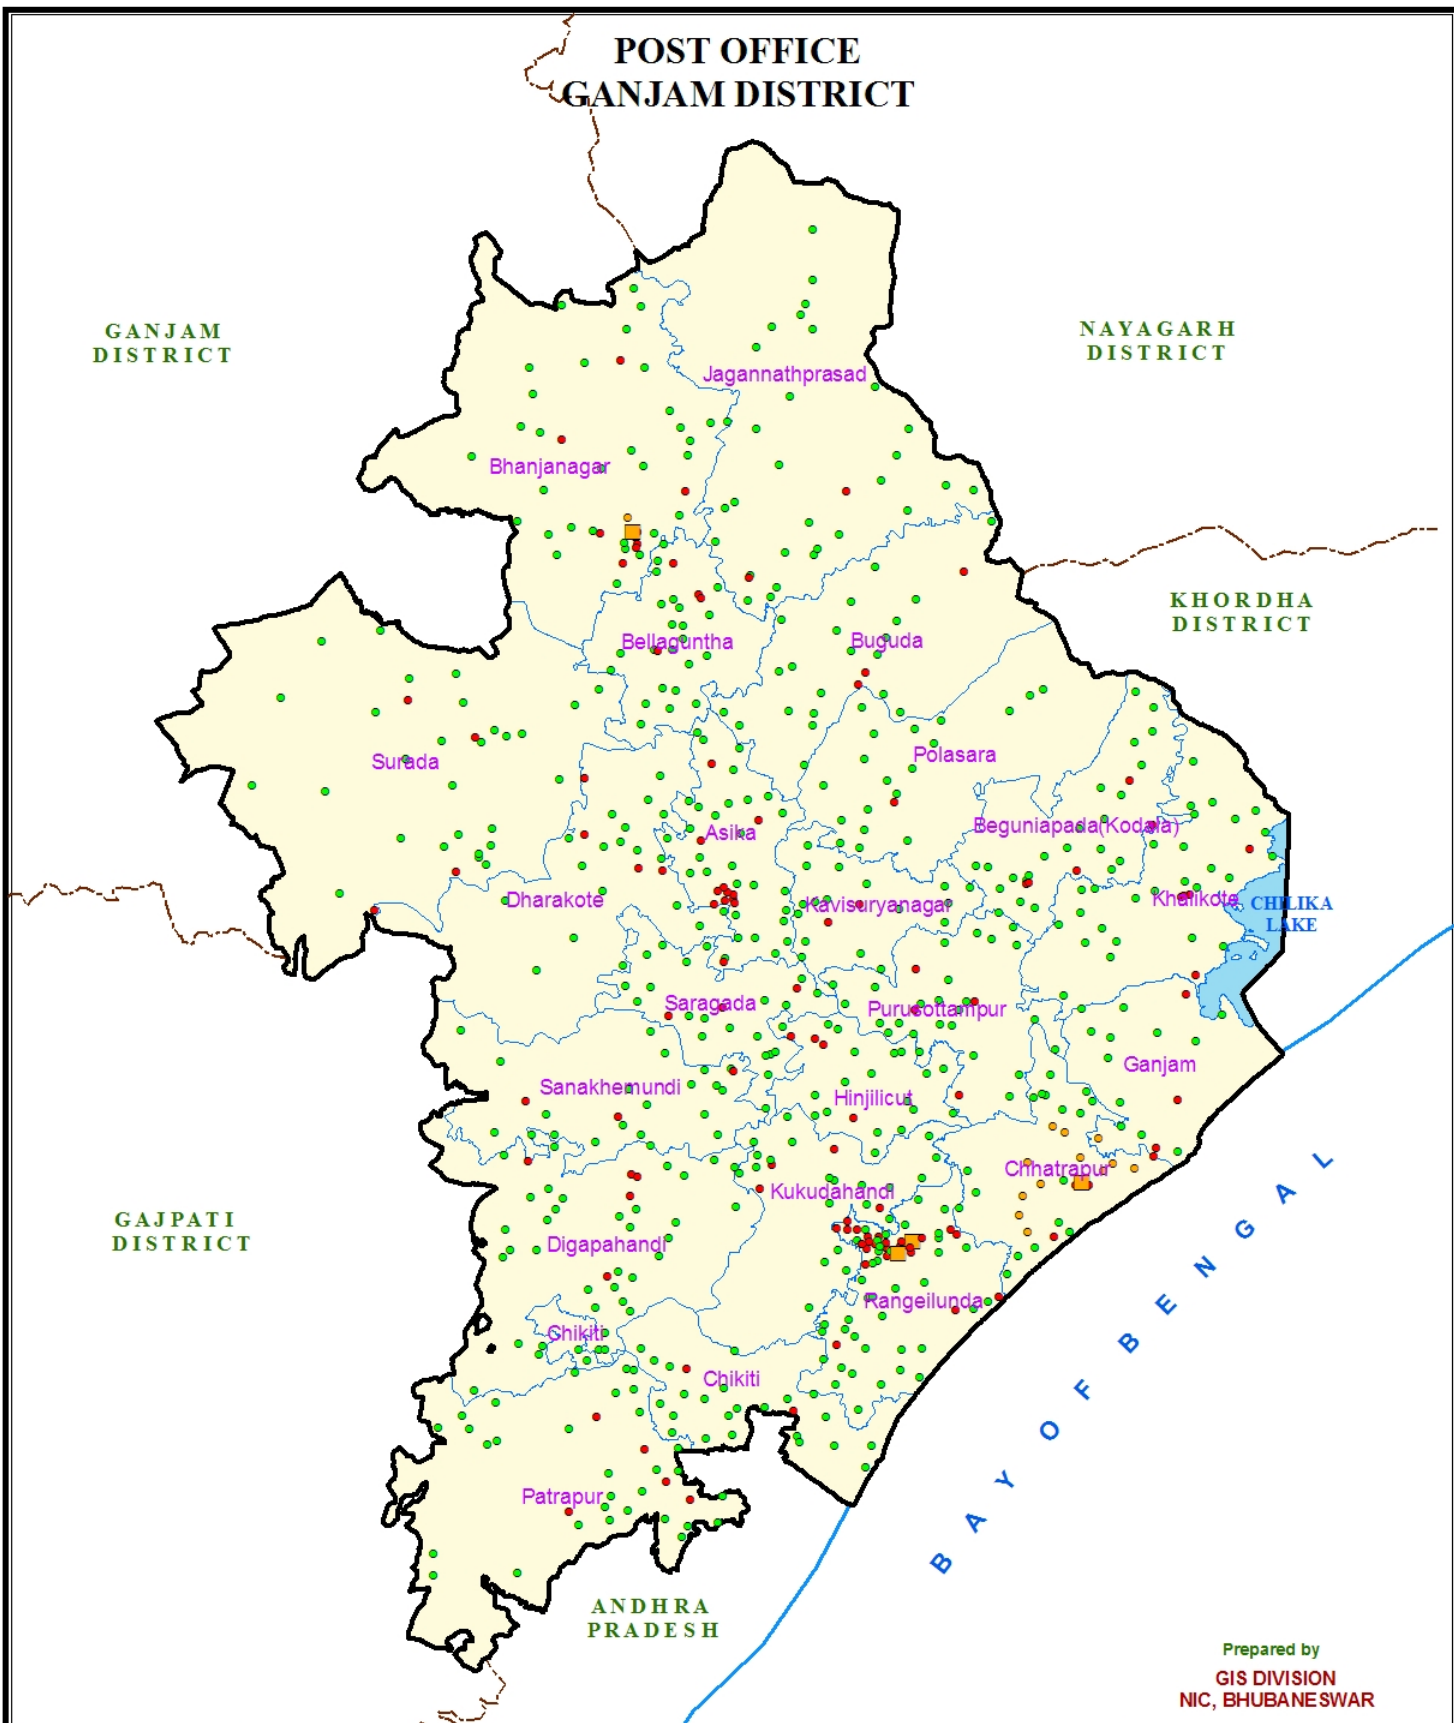 POST OFFICE
GANJAM DISTRICT
GANJAM
DISTRICT
NAYAGARH
DISTRICT
Jagannathprasad
Bhanjanagar
KHORDHA
DISTRICT
Bellaguntha
Buguda
Surada
Polasara
Asika
Beguniapada(Kodala)
Dharakote
Kavisuryanagar
Khalikote
CHILIKA
LAKE
Saragada
Purusottampur
Ganjam
Sanakhemundi
Hinjilicut
Chhatrapur
Kukudahandi
GAJPATI
DISTRICT
Digapahandi
Rangeilunda
Chikiti
Chikiti
BAY OF BENGAL
Patrapur
ANDHRA
PRADESH
Prepared by
GIS DIVISION
NIC, BHUBANESWAR